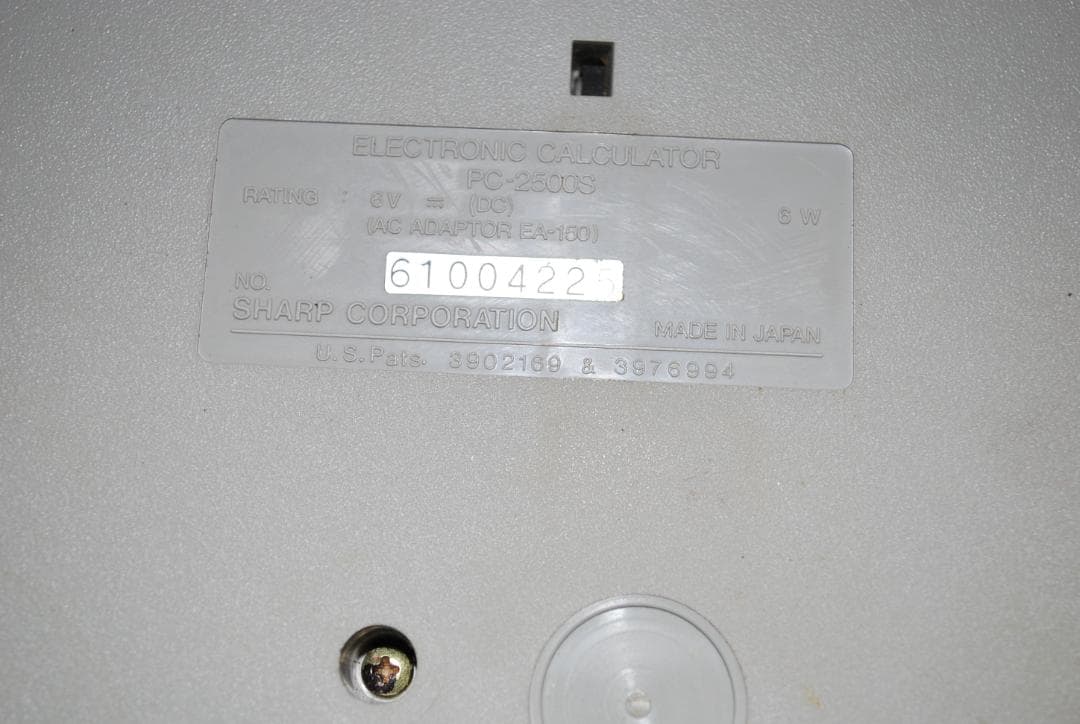 ELECTRONIC CALCULATOR
PC-2500S
RATING : 6V ⎓ (DC) 6 W
(AC ADAPTOR EA-150)
NO. 61004225
SHARP CORPORATION MADE IN JAPAN
U.S.Pats. 3902169 & 3976994